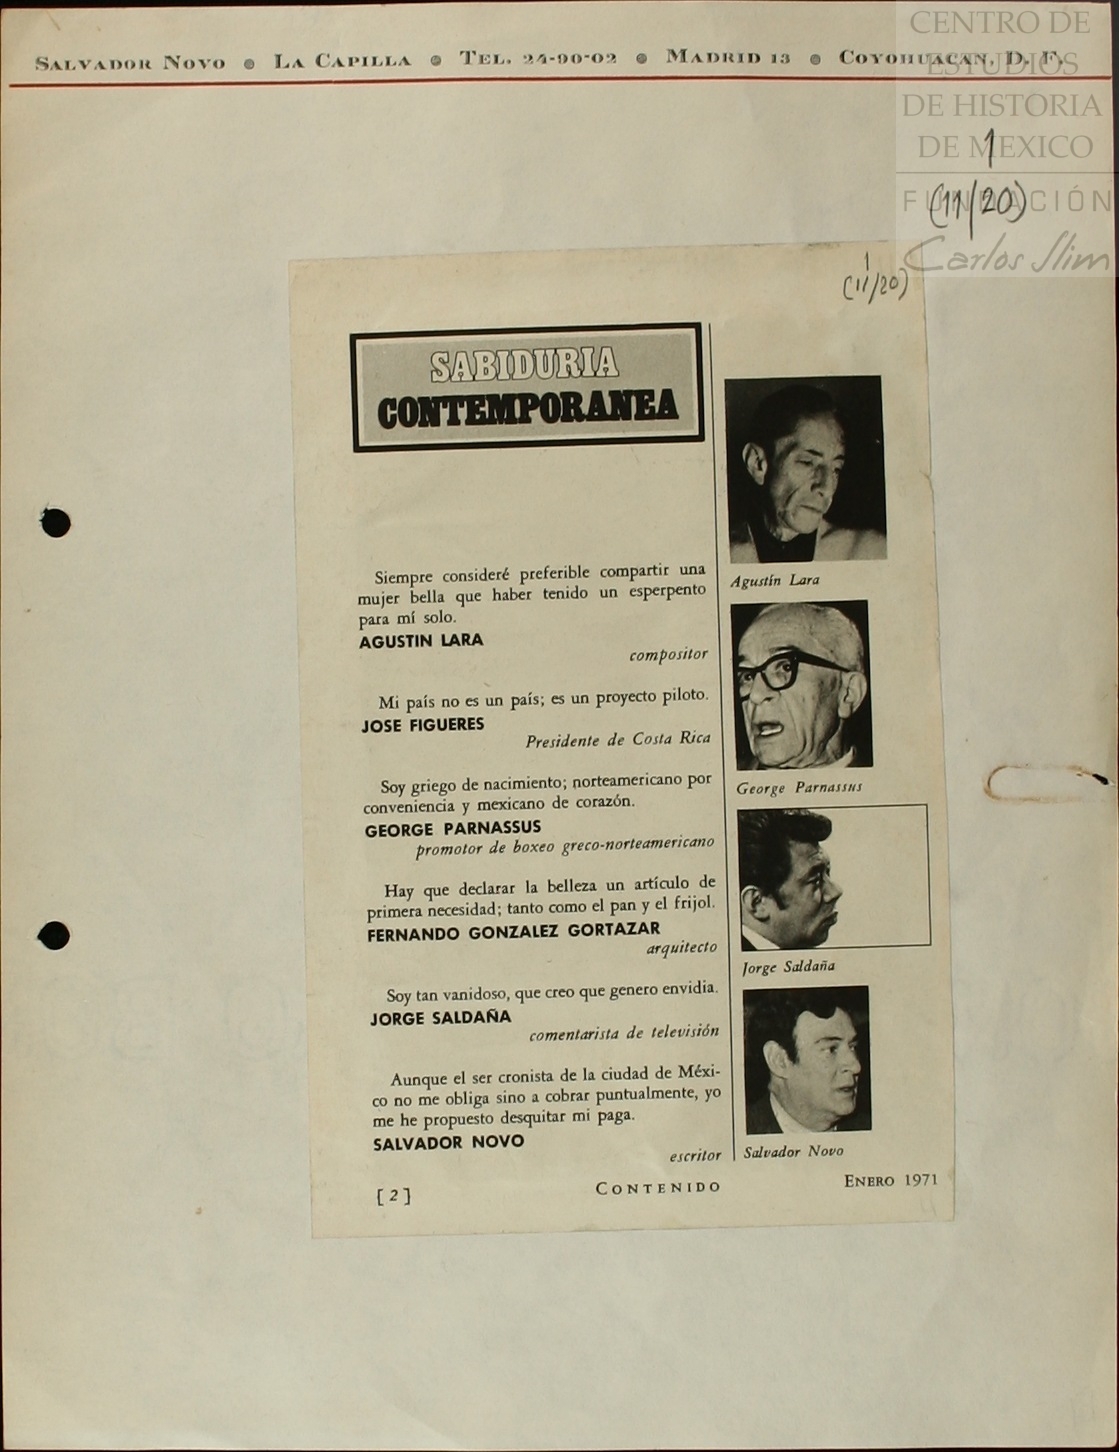 SALVADOR NOVO ● LA CAPILLA ● TEL. 24-90-02 ● MADRID 13 ● COYOHUACAN, D. F.
CENTRO DE
ESTUDIOS
DE HISTORIA
DE MEXICO
FUNDACIÓN
Carlos Slim
1
(11/20)
1
(11/20)
SABIDURIA
CONTEMPORANEA
Siempre consideré preferible compartir una
mujer bella que haber tenido un esperpento
para mí solo.
AGUSTIN LARA
compositor
Mi país no es un país; es un proyecto piloto.
JOSE FIGUERES
Presidente de Costa Rica
Soy griego de nacimiento; norteamericano por
conveniencia y mexicano de corazón.
GEORGE PARNASSUS
promotor de boxeo greco-norteamericano
Hay que declarar la belleza un artículo de
primera necesidad; tanto como el pan y el frijol.
FERNANDO GONZALEZ GORTAZAR
arquitecto
Soy tan vanidoso, que creo que genero envidia.
JORGE SALDAÑA
comentarista de televisión
Aunque el ser cronista de la ciudad de Méxi-
co no me obliga sino a cobrar puntualmente, yo
me he propuesto desquitar mi paga.
SALVADOR NOVO
escritor
Agustín Lara
George Parnassus
Jorge Saldaña
Salvador Novo
[ 2 ]
CONTENIDO
ENERO 1971